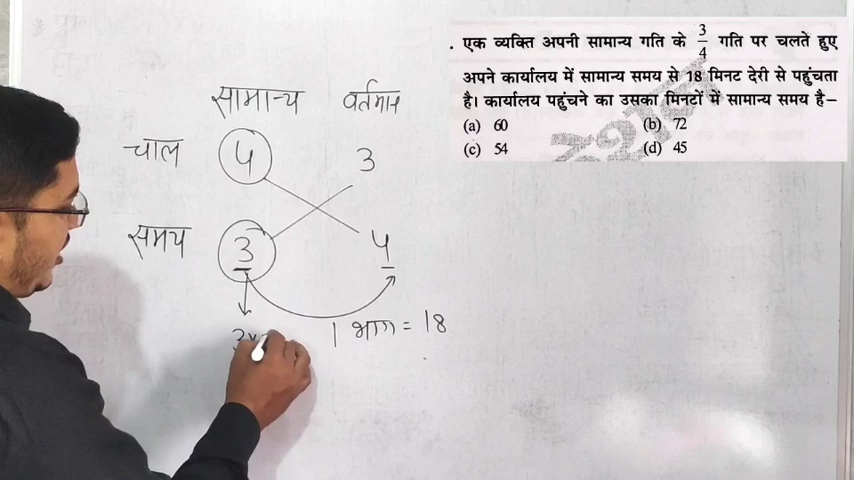 . एक व्यक्ति अपनी सामान्य गति के 3/4 गति पर चलते हुए
अपने कार्यालय में सामान्य समय से 18 मिनट देरी से पहुंचता
है। कार्यालय पहुंचने का उसका मिनटों में सामान्य समय है–
(a) 60 (b) 72
(c) 54 (d) 45
सामान्य वर्तमान
चाल 4 3
समय 3 4
1 भाग = 18
3×